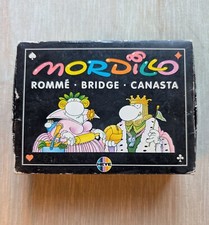 MORDILLO
ROMMÉ · BRIDGE · CANASTA